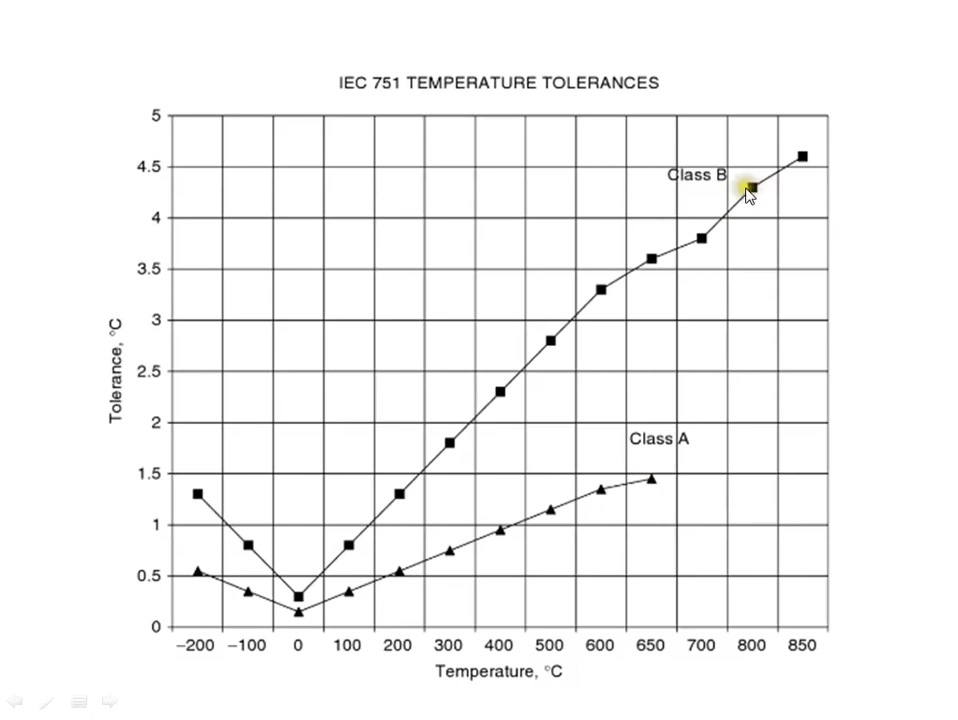 IEC 751 TEMPERATURE TOLERANCES
5
4.5
4
3.5
3
2.5
2
1.5
1
0.5
0
Tolerance, °C
Class B
Class A
−200 −100 0 100 200 300 400 500 600 650 700 800 850
Temperature, °C